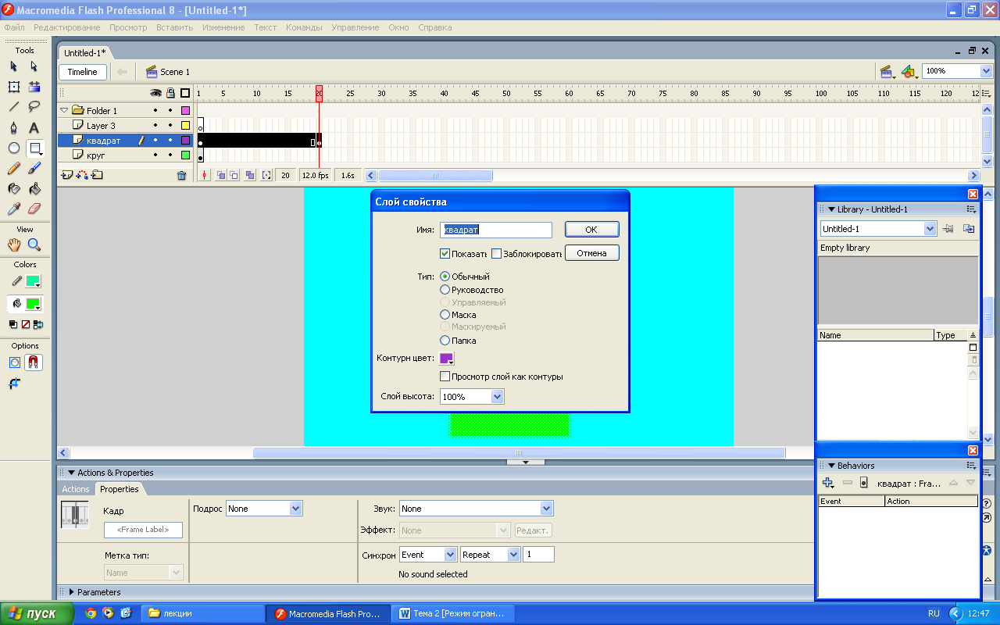 Macromedia Flash Professional 8 - [Untitled-1*]
Файл Редактирование Просмотр Вставить Изменение Текст Команды Управление Окно Справка
Tools
Untitled-1*
Timeline Scene 1 100%
1 5 10 15 20 25 30 35 40 45 50 55 60 65 70 75 80 85 90 95 100 105 110 115 120 12
Folder 1
Layer 3
квадрат
круг
20 12.0 fps 1.6s
View
Colors
Options
Слой свойства
Имя: квадрат OK
Показать Заблокировать Отмена
Тип: Обычный
Руководство
Управляемый
Маска
Маскируемый
Папка
Контурн цвет:
Просмотр слой как контуры
Слой высота: 100%
Library - Untitled-1
Untitled-1
Empty library
Name Type
Behaviors
квадрат : Fra...
Event Action
Actions & Properties
Actions Properties
Кадр
<Frame Label>
Метка тип:
Name
Подрос None
Звук: None
Эффект: None Редакт.
Синхрон Event Repeat 1
No sound selected
Parameters
пуск лекции Macromedia Flash Pro... Тема 2 [Режим огран... RU 12:47